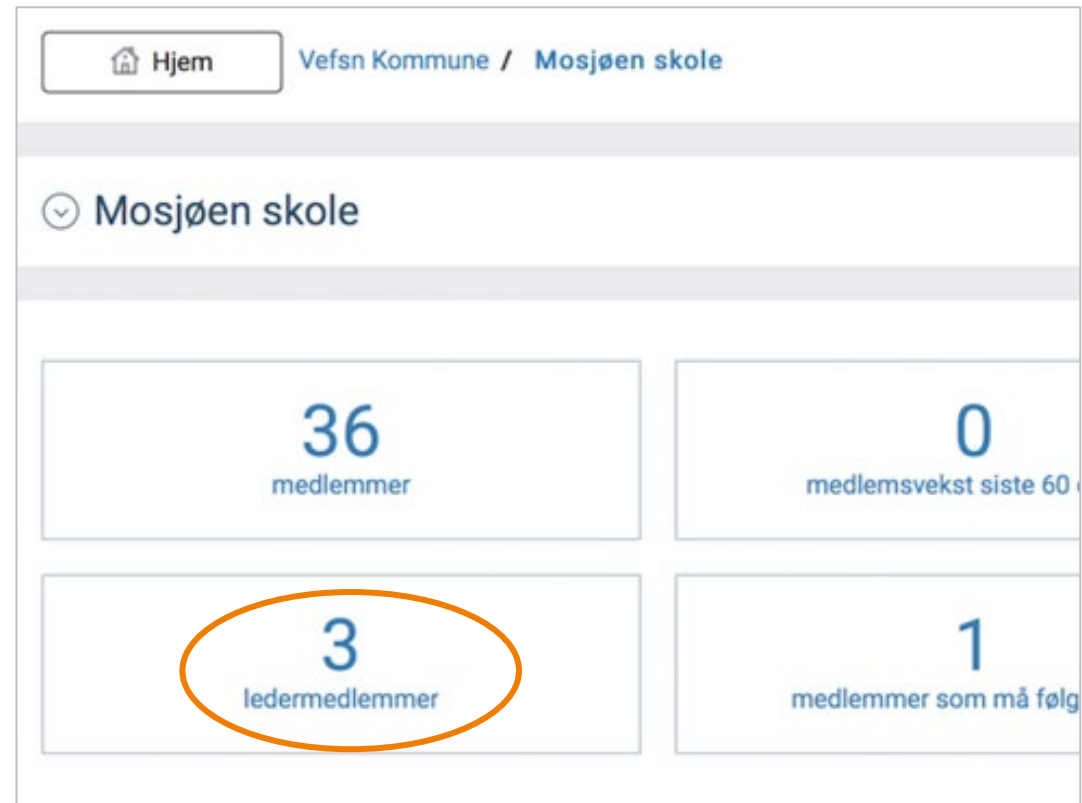 Hjem Vefsn Kommune / Mosjøen skole
Mosjøen skole
36
medlemmer
0
medlemsvekst siste 60
3
ledermedlemmer
1
medlemmer som må følg